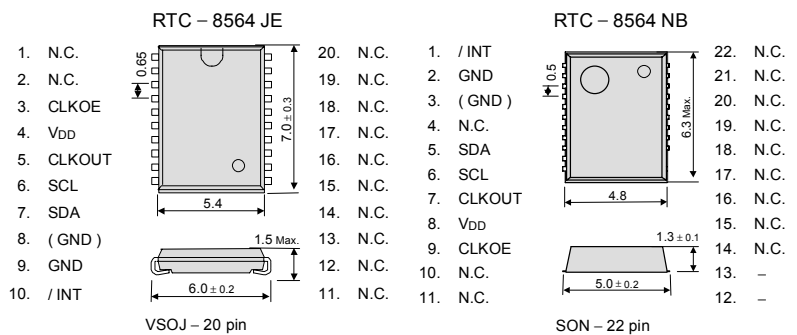 RTC – 8564 JE
1. N.C.
2. N.C.
3. CLKOE
4. VDD
5. CLKOUT
6. SCL
7. SDA
8. ( GND )
9. GND
10. / INT
0.65
7.0 ± 0.3
5.4
1.5 Max.
6.0 ± 0.2
20. N.C.
19. N.C.
18. N.C.
17. N.C.
16. N.C.
15. N.C.
14. N.C.
13. N.C.
12. N.C.
11. N.C.
VSOJ – 20 pin
RTC – 8564 NB
1. / INT
2. GND
3. ( GND )
4. N.C.
5. SDA
6. SCL
7. CLKOUT
8. VDD
9. CLKOE
10. N.C.
11. N.C.
0.5
6.3 Max.
4.8
1.3 ± 0.1
5.0 ± 0.2
22. N.C.
21. N.C.
20. N.C.
19. N.C.
18. N.C.
17. N.C.
16. N.C.
15. N.C.
14. N.C.
13. –
12. –
SON – 22 pin